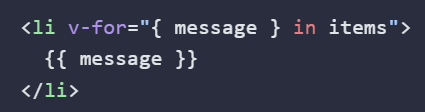 <li v-for="{ message } in items">
  {{ message }}
</li>